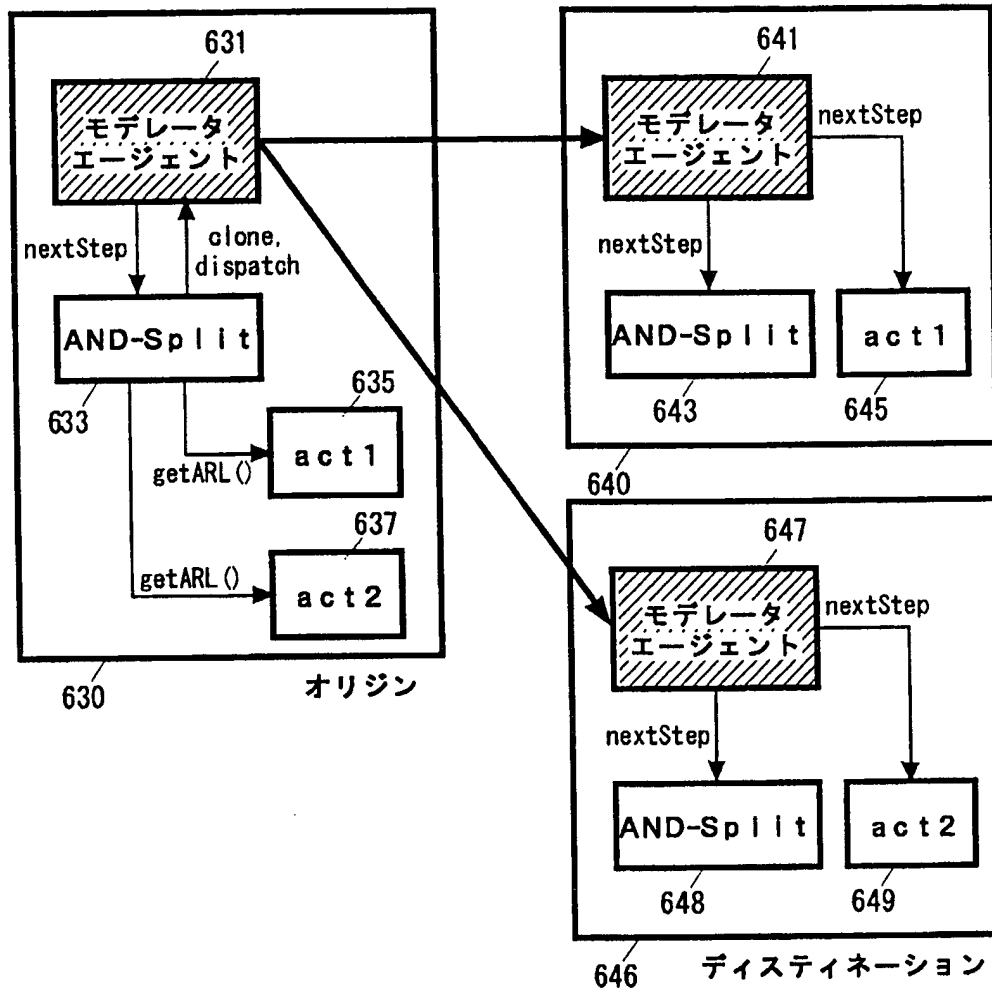 631
モデレータ
エージェント
nextStep
clone,
dispatch
AND-Split
633
635
act1
getARL()
637
act2
getARL()
630
オリジン
641
モデレータ
エージェント
nextStep
nextStep
AND-Split
act1
643
645
640
647
モデレータ
エージェント
nextStep
nextStep
AND-Split
act2
648
649
646
ディスティネーション